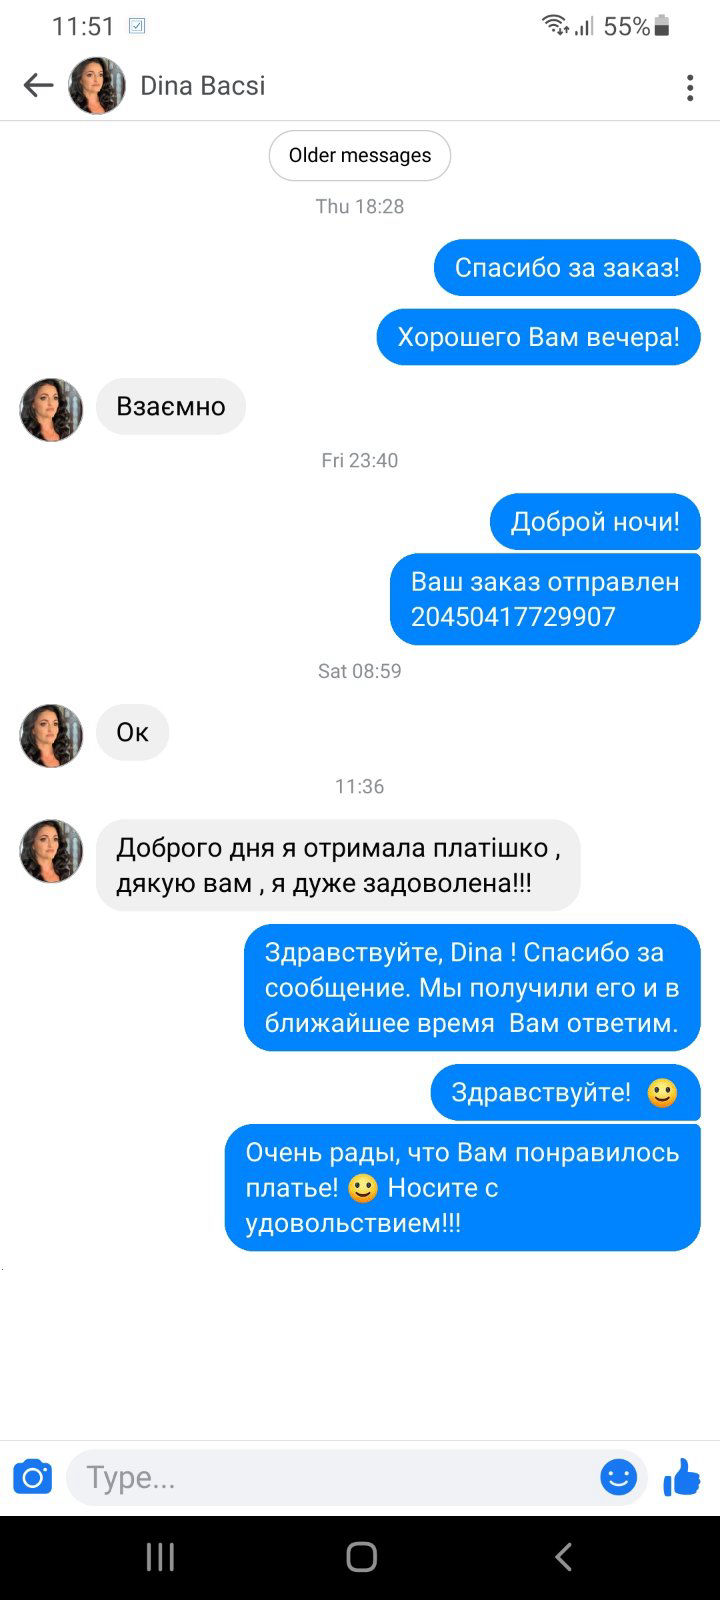 11:51
55%
Dina Bacsi
Older messages
Thu 18:28
Спасибо за заказ!
Хорошего Вам вечера!
Взаємно
Fri 23:40
Доброй ночи!
Ваш заказ отправлен
20450417729907
Sat 08:59
Ок
11:36
Доброго дня я отримала платішко ,
дякую вам , я дуже задоволена!!!
Здравствуйте, Dina ! Спасибо за
сообщение. Мы получили его и в
ближайшее время  Вам ответим.
Здравствуйте! 🙂
Очень рады, что Вам понравилось
платье! 🙂 Носите с
удовольствием!!!
Type...